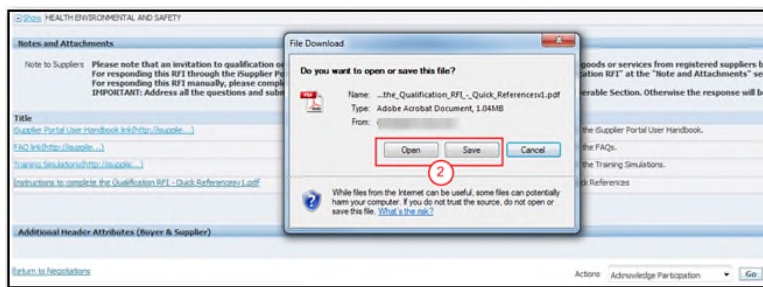 Show HEALTH ENVIRONMENTAL AND SAFETY
Notes and Attachments
Note to Suppliers Please note that an invitation to qualification o
For responding this RFI through the iSupplier Po
For responding this RFI manually, please comple
IMPORTANT: Address all the questions and subm
goods or services from registered suppliers b
ation RFI" at the "Note and Attachments" se
erable Section. Otherwise the response will b
File Download
Do you want to open or save this file?
Name: ...the_Qualification_RFI_-_Quick_Referencesv1.pdf
Type: Adobe Acrobat Document, 1.04MB
From:
Open Save Cancel
2
While files from the Internet can be useful, some files can potentially
harm your computer. If you do not trust the source, do not open or
save this file. What's the risk?
Title
iSupplier Portal User Handbook link(http://isupplie...)
the iSupplier Portal User Handbook.
FAQ link(http://isupplie...)
the FAQs.
Training Simulations(http://isupplie...)
the Training Simulations.
Instructions to complete the Qualification RFI - Quick Referencesv1.pdf
ck References
Additional Header Attributes (Buyer & Supplier)
Return to Negotiations
Actions Acknowledge Participation Go